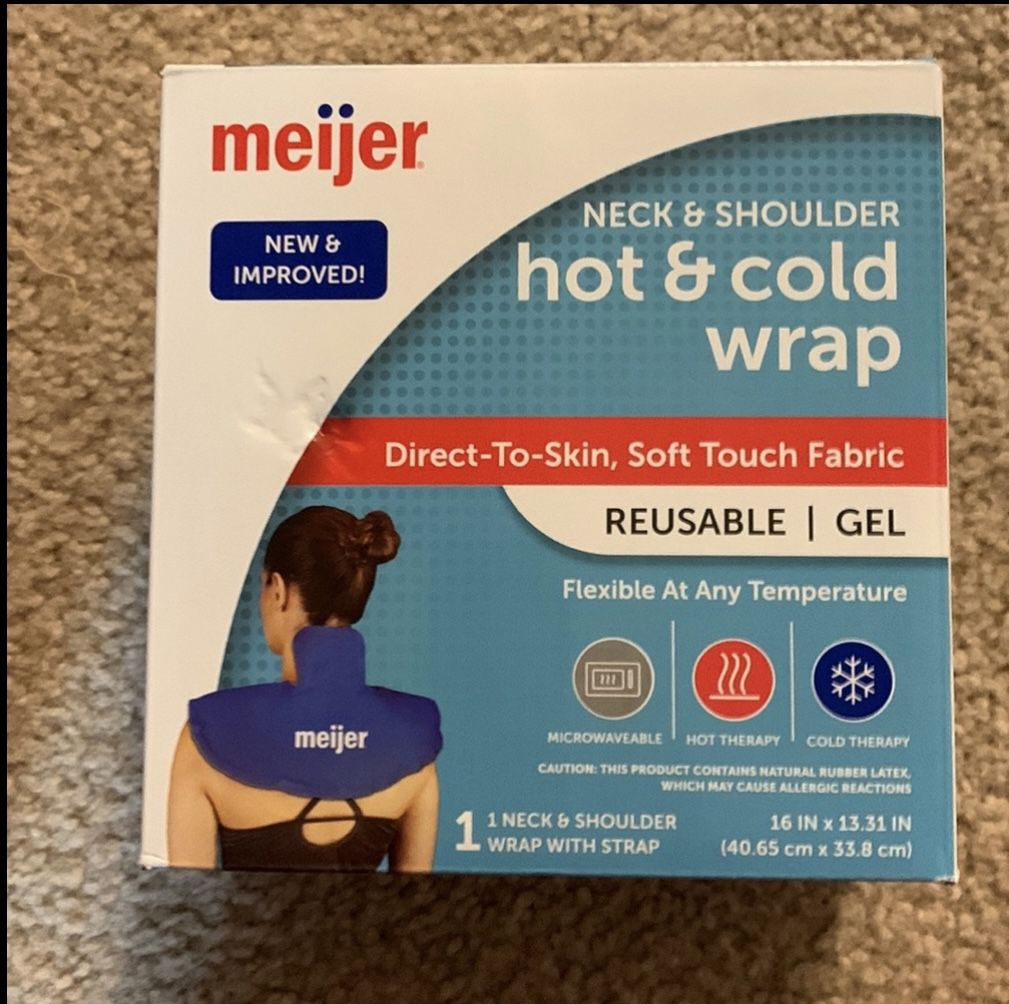 meijer
NEW &
IMPROVED!
NECK & SHOULDER
hot & cold
wrap
Direct-To-Skin, Soft Touch Fabric
REUSABLE | GEL
Flexible At Any Temperature
MICROWAVEABLE
HOT THERAPY
COLD THERAPY
meijer
CAUTION: THIS PRODUCT CONTAINS NATURAL RUBBER LATEX,
WHICH MAY CAUSE ALLERGIC REACTIONS
1 1 NECK & SHOULDER
WRAP WITH STRAP
16 IN x 13.31 IN
(40.65 cm x 33.8 cm)